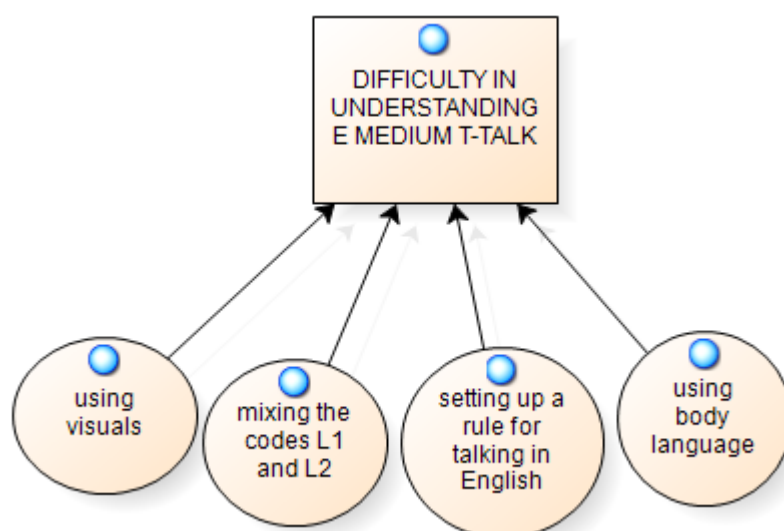 DIFFICULTY IN
UNDERSTANDING
E MEDIUM T-TALK
using
visuals
mixing the
codes L1
and L2
setting up a
rule for
talking in
English
using
body
language